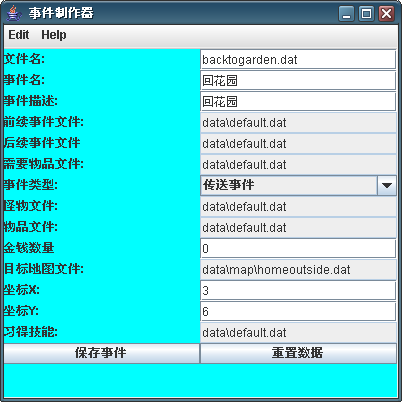 事件制作器
Edit Help
文件名: backtogarden.dat
事件名: 回花园
事件描述: 回花园
前续事件文件: data\default.dat
后续事件文件 data\default.dat
需要物品文件: data\default.dat
事件类型: 传送事件
怪物文件: data\default.dat
物品文件: data\default.dat
金钱数量 0
目标地图文件: data\map\homeoutside.dat
坐标X: 3
坐标Y: 6
习得技能: data\default.dat
保存事件 重置数据